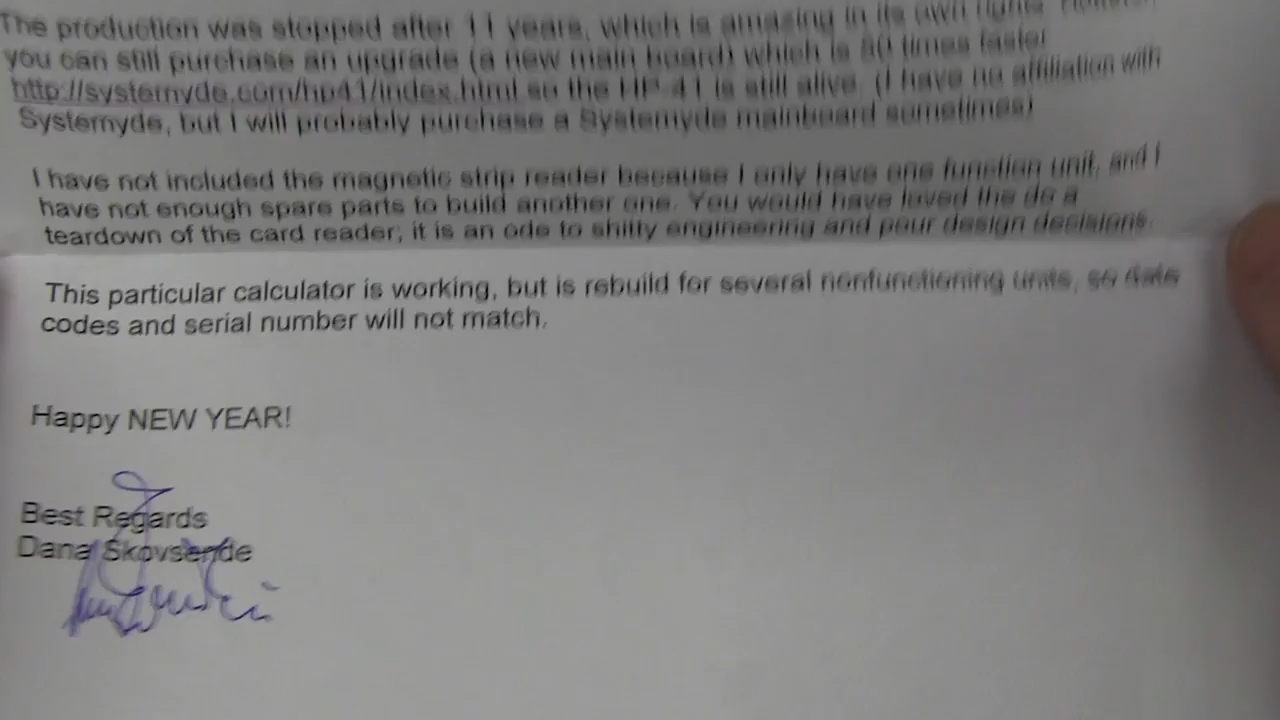 The production was stopped after 11 years, which is amazing in its own rights. However
you can still purchase an upgrade (a new main board) which is 50 times faster
http://systemyde.com/hp41/index.html so the HP-41 is still alive. (I have no affiliation with
Systemyde, but I will probably purchase a Systemyde mainboard sometimes)
I have not included the magnetic strip reader because I only have one function unit, and I
have not enough spare parts to build another one. You would have loved the do a
teardown of the card reader; it is an ode to shitty engineering and pour design decisions.
This particular calculator is working, but is rebuild for several nonfunctioning units, so date
codes and serial number will not match.
Happy NEW YEAR!
Best Regards
Dana Skovsende